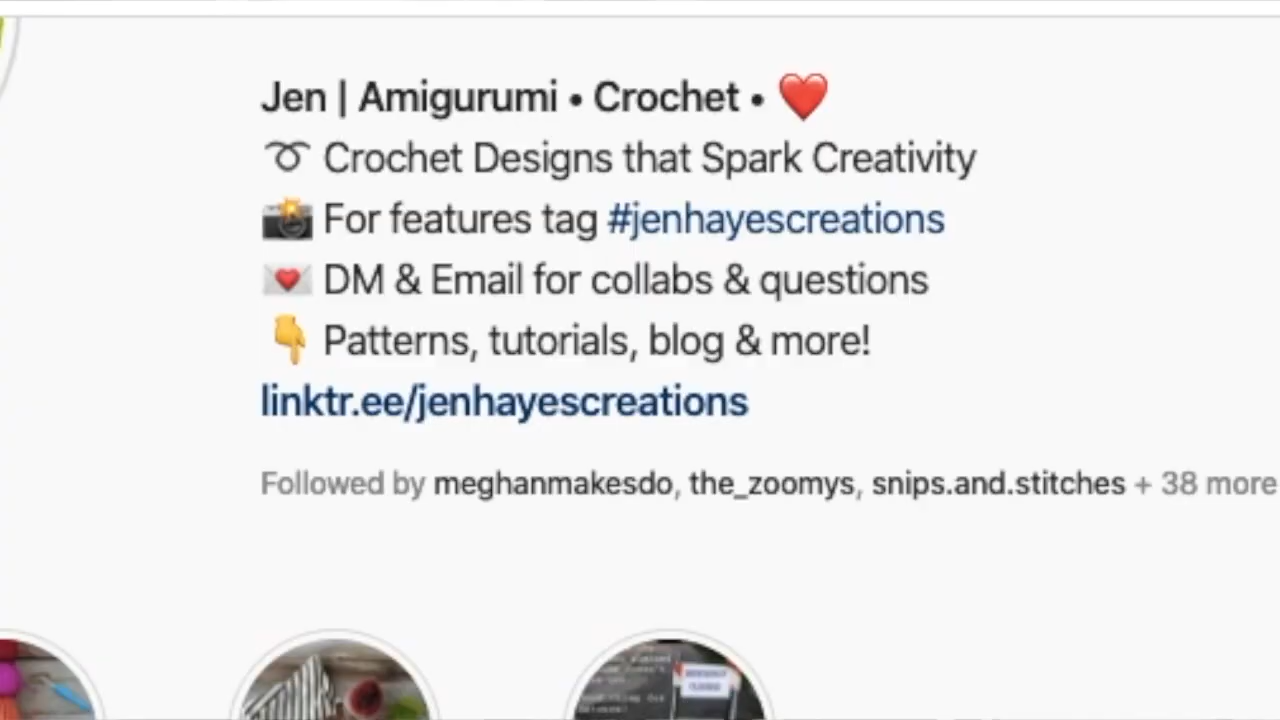 Jen | Amigurumi • Crochet • ❤️
➰ Crochet Designs that Spark Creativity
📸 For features tag #jenhayescreations
💌 DM & Email for collabs & questions
👇 Patterns, tutorials, blog & more!
linktr.ee/jenhayescreations
Followed by meghanmakesdo, the_zoomys, snips.and.stitches + 38 more